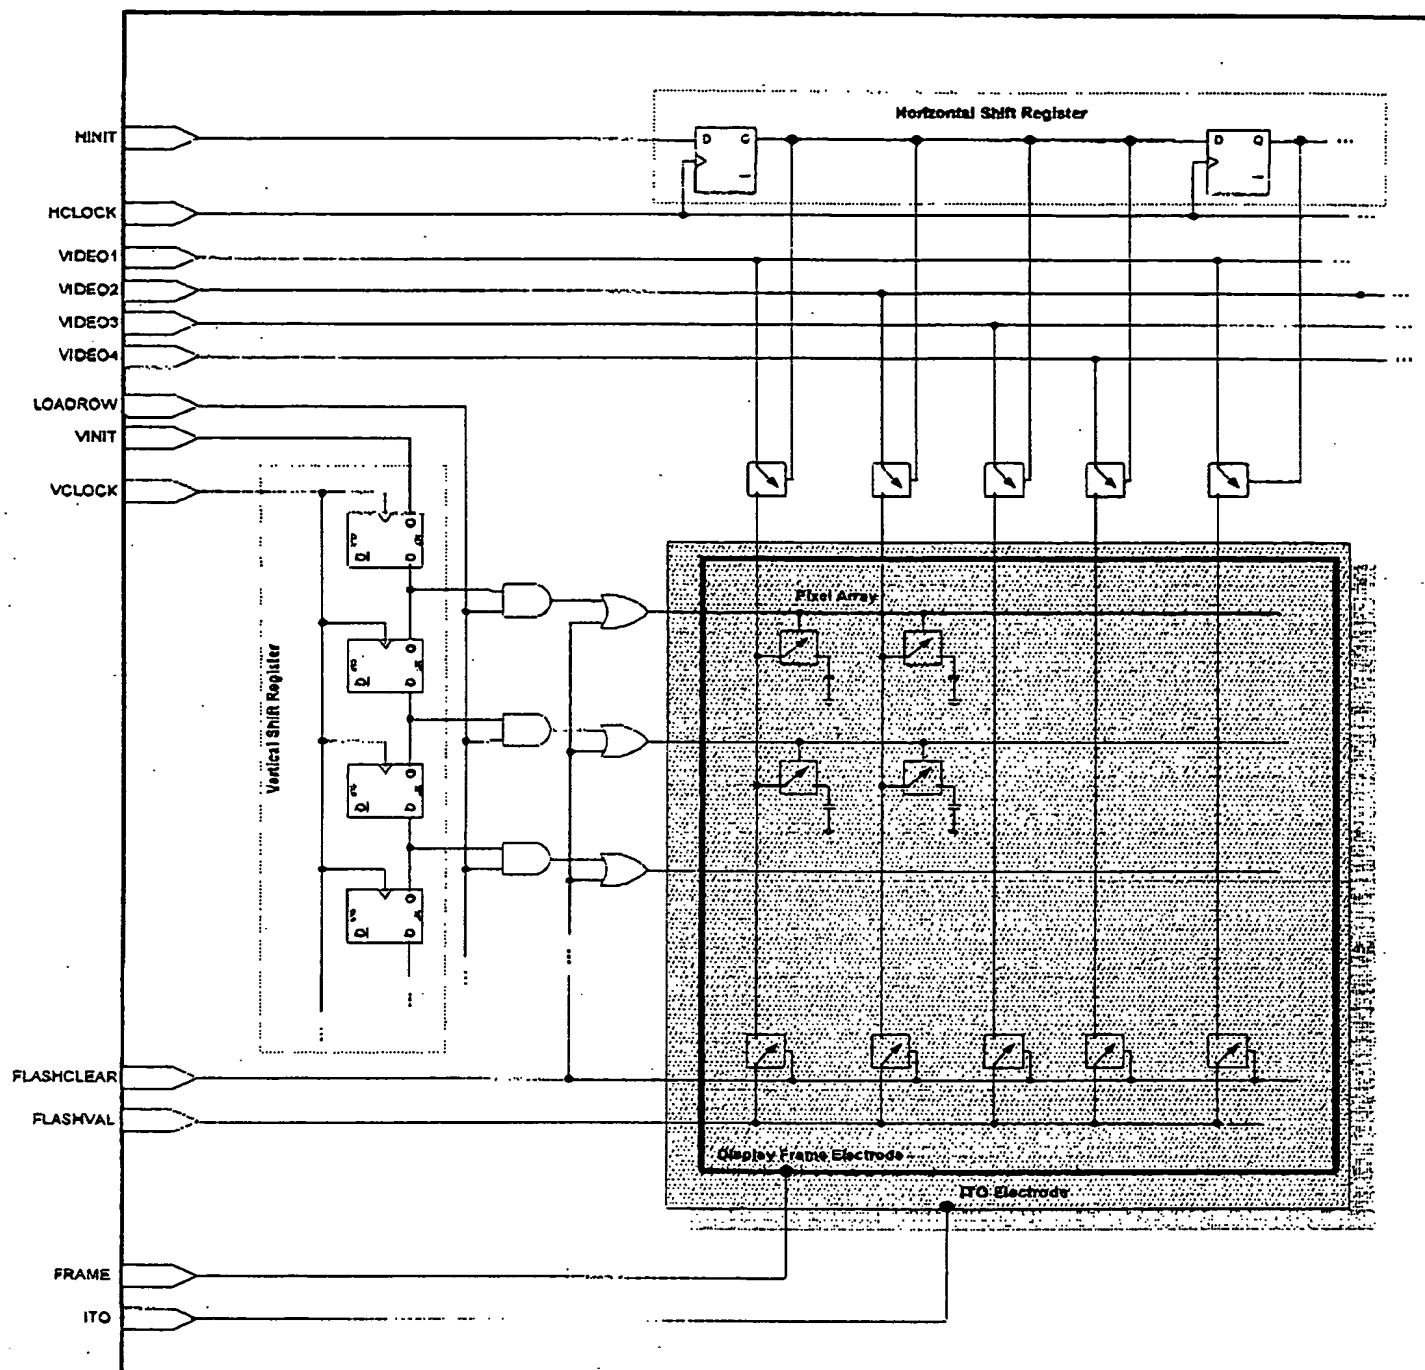 Horizontal Shift Register
HINIT
D Q
D Q
...
HCLOCK
...
VIDEO1
...
VIDEO2
...
VIDEO3
...
VIDEO4
...
LOADROW
VINIT
VCLOCK
Vertical Shift Register
Pixel Array
D
D
D
D
D
D
D
D
...
...
...
...
FLASHCLEAR
FLASHVAL
Display Frame Electrode
ITO Electrode
FRAME
ITO